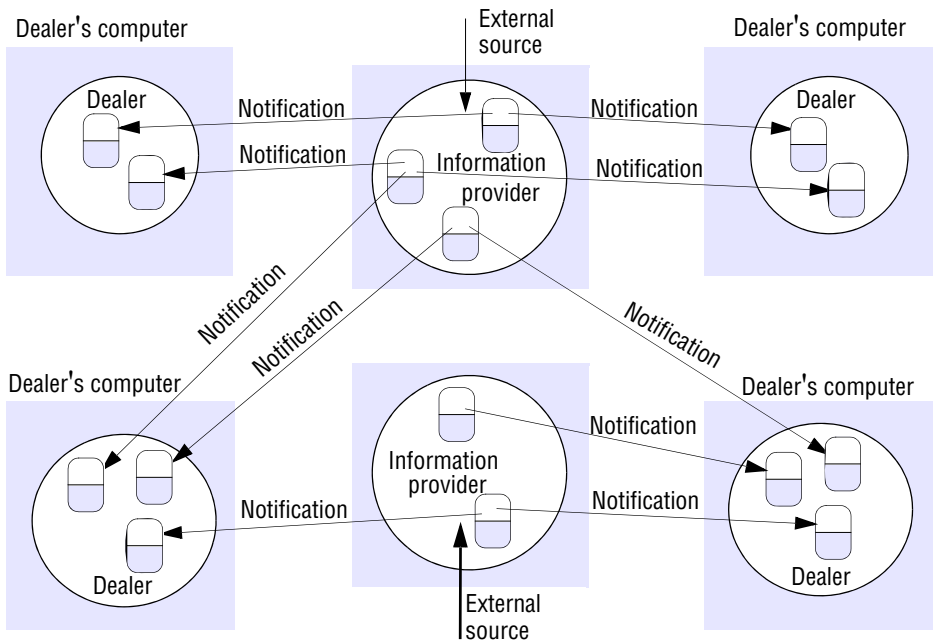 External
source
Dealer's computer
Dealer's computer
Dealer
Notification
Notification
Dealer
Notification
Information
provider
Notification
Notification
Notification
Notification
Dealer's computer
Dealer's computer
Notification
Information
provider
Notification
Notification
Dealer
Dealer
External
source